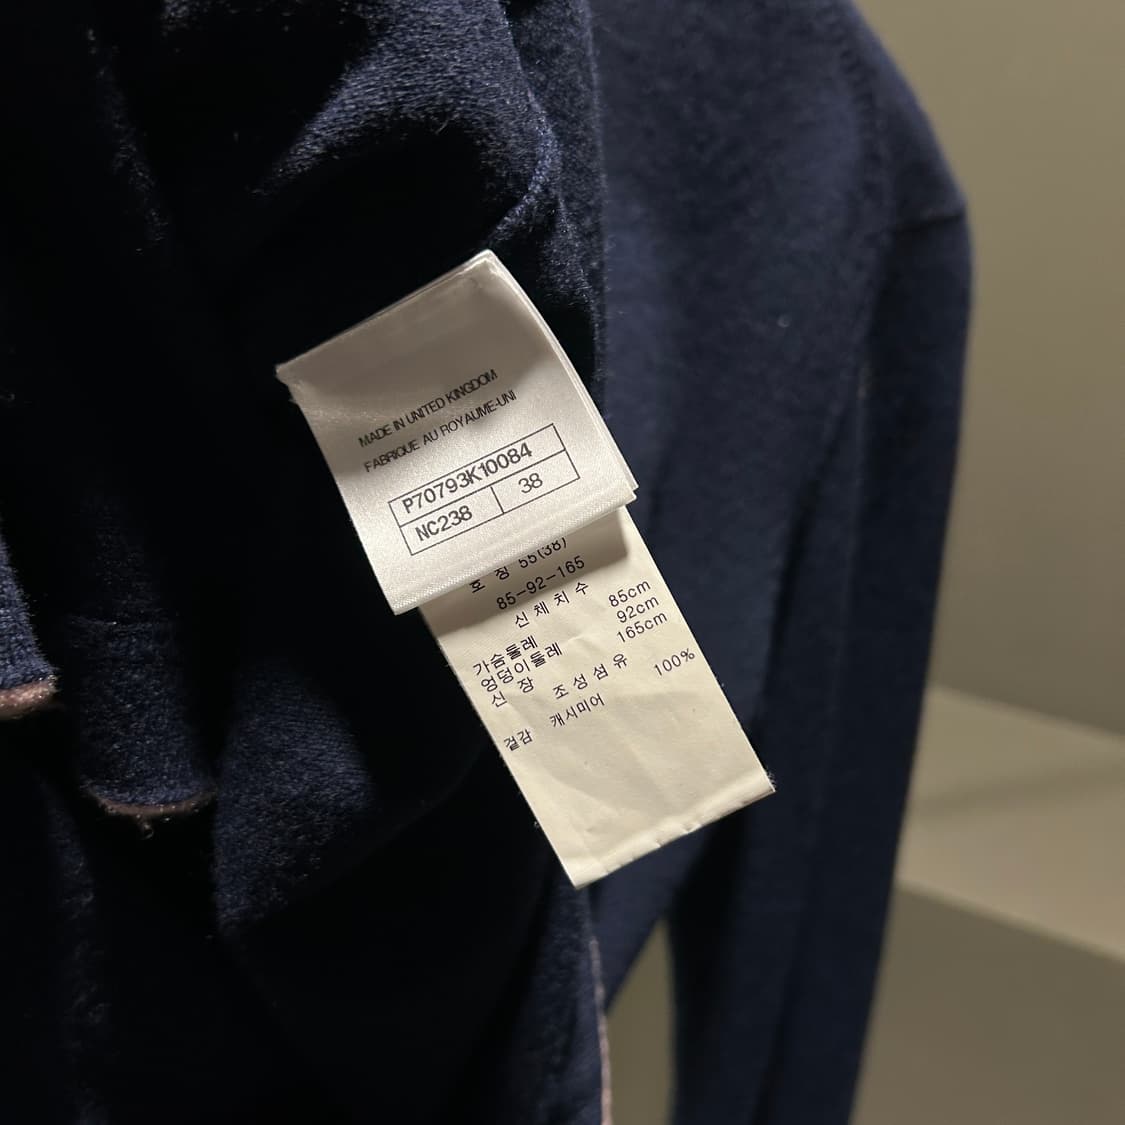 MADE IN UNITED KINGDOM
FABRIQUE AU ROYAUME-UNI
P70793K10084
NC238 38
호 칭 55(38)
85-92-165
신 체 치 수
가슴둘레 85cm
엉덩이둘레 92cm
신 장 165cm
조 성 섬 유
겉감 캐시미어 100%